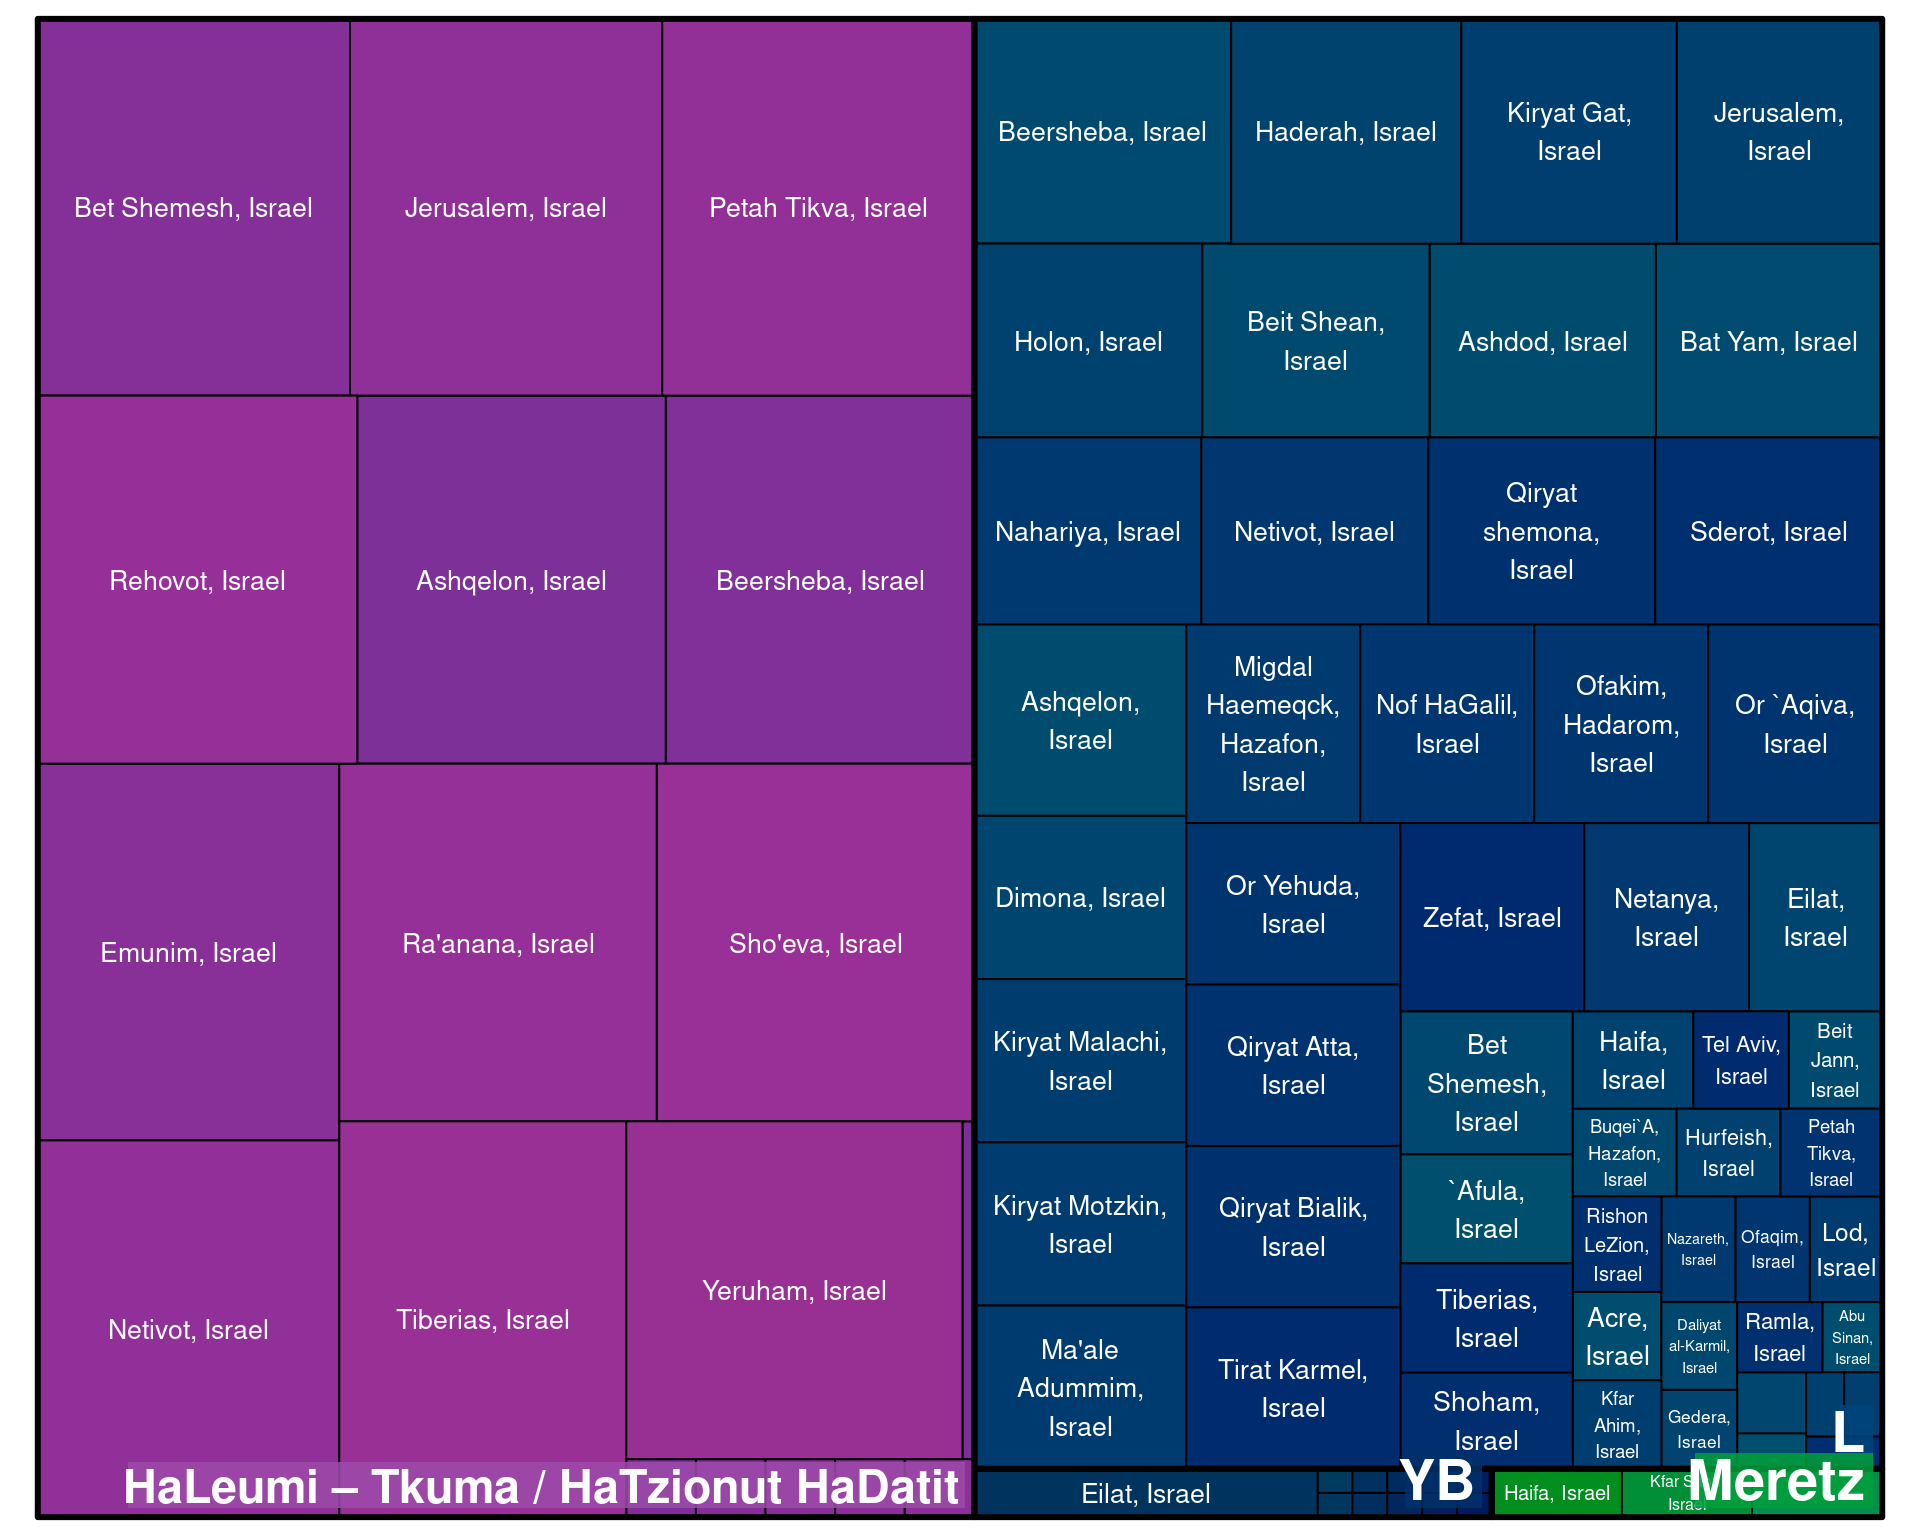 Bet Shemesh, Israel
Jerusalem, Israel
Petah Tikva, Israel
Rehovot, Israel
Ashqelon, Israel
Beersheba, Israel
Emunim, Israel
Ra'anana, Israel
Sho'eva, Israel
Netivot, Israel
Tiberias, Israel
Yeruham, Israel
HaLeumi – Tkuma / HaTzionut HaDatit
Beersheba, Israel
Haderah, Israel
Kiryat Gat,
Israel
Jerusalem,
Israel
Holon, Israel
Beit Shean,
Israel
Ashdod, Israel
Bat Yam, Israel
Nahariya, Israel
Netivot, Israel
Qiryat
shemona,
Israel
Sderot, Israel
Ashqelon,
Israel
Migdal
Haemeqck,
Hazafon,
Israel
Nof HaGalil,
Israel
Ofakim,
Hadarom,
Israel
Or `Aqiva,
Israel
Dimona, Israel
Kiryat Malachi,
Israel
Kiryat Motzkin,
Israel
Ma'ale
Adummim,
Israel
Or Yehuda,
Israel
Qiryat Atta,
Israel
Qiryat Bialik,
Israel
Tirat Karmel,
Israel
Zefat, Israel
Netanya,
Israel
Eilat,
Israel
Bet
Shemesh,
Israel
`Afula,
Israel
Tiberias,
Israel
Shoham,
Israel
Haifa,
Israel
Tel Aviv,
Israel
Beit
Jann,
Israel
Buqei`A,
Hazafon,
Israel
Hurfeish,
Israel
Petah
Tikva,
Israel
Rishon
LeZion,
Israel
Nazareth,
Israel
Ofaqim,
Israel
Lod,
Israel
Acre,
Israel
Daliyat
al-Karmil,
Israel
Ramla,
Israel
Abu
Sinan,
Israel
Kfar
Ahim,
Israel
Gedera,
Israel
L
Eilat, Israel
YB
Haifa, Israel
Kfar
Israel
Meretz